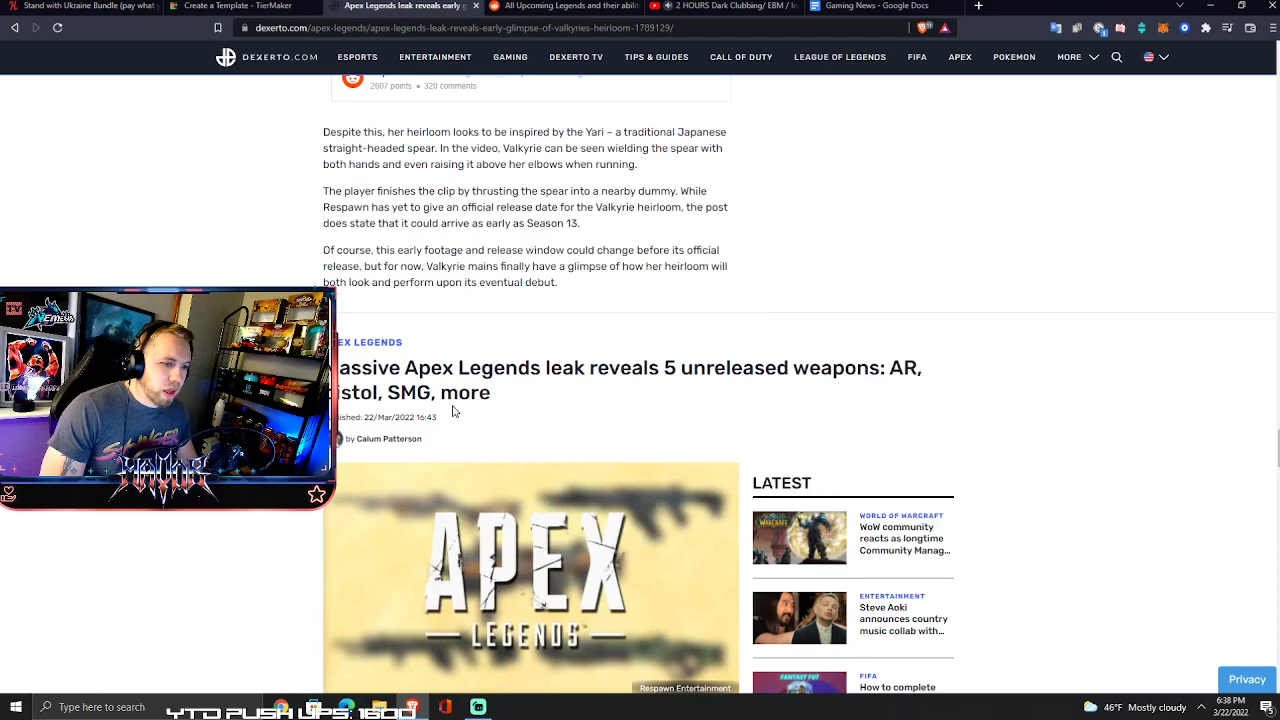 Stand with Ukraine Bundle (pay what y
Create a Template - TierMaker
Apex Legends leak reveals early g
All Upcoming Legends and their abili
2 HOURS Dark Clubbing/ EBM / In
Gaming News - Google Docs
dexerto.com/apex-legends/apex-legends-leak-reveals-early-glimpse-of-valkyries-heirloom-1789129/
DEXERTO.COM ESPORTS ENTERTAINMENT GAMING DEXERTO TV TIPS & GUIDES CALL OF DUTY LEAGUE OF LEGENDS FIFA APEX POKEMON MORE
2607 points • 320 comments
Despite this, her heirloom looks to be inspired by the Yari – a traditional Japanese
straight-headed spear. In the video, Valkyrie can be seen wielding the spear with
both hands and even raising it above her elbows when running.
The player finishes the clip by thrusting the spear into a nearby dummy. While
Respawn has yet to give an official release date for the Valkyrie heirloom, the post
does state that it could arrive as early as Season 13.
Of course, this early footage and release window could change before its official
release, but for now, Valkyrie mains finally have a glimpse of how her heirloom will
both look and perform upon its eventual debut.
EX LEGENDS
assive Apex Legends leak reveals 5 unreleased weapons: AR,
istol, SMG, more
lished: 22/Mar/2022 16:43
by Calum Patterson
APEX
LEGENDS
Respawn Entertainment
LATEST
WORLD OF WARCRAFT
WoW community
reacts as longtime
Community Manag...
ENTERTAINMENT
Steve Aoki
announces country
music collab with...
FIFA
How to complete
FANTASY FUT
Privacy
Type here to search
46°F Mostly cloudy
6:38 PM
3/22/2022